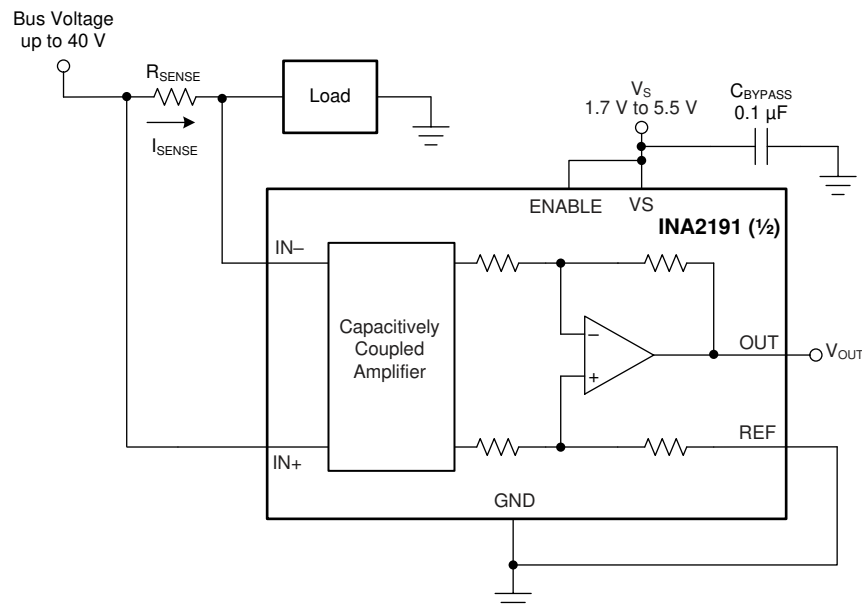 Bus Voltage
up to 40 V
RSENSE
ISENSE
Load
VS
1.7 V to 5.5 V
CBYPASS
0.1 µF
ENABLE
VS
INA2191 (½)
IN–
Capacitively
Coupled
Amplifier
–
+
OUT
VOUT
REF
IN+
GND